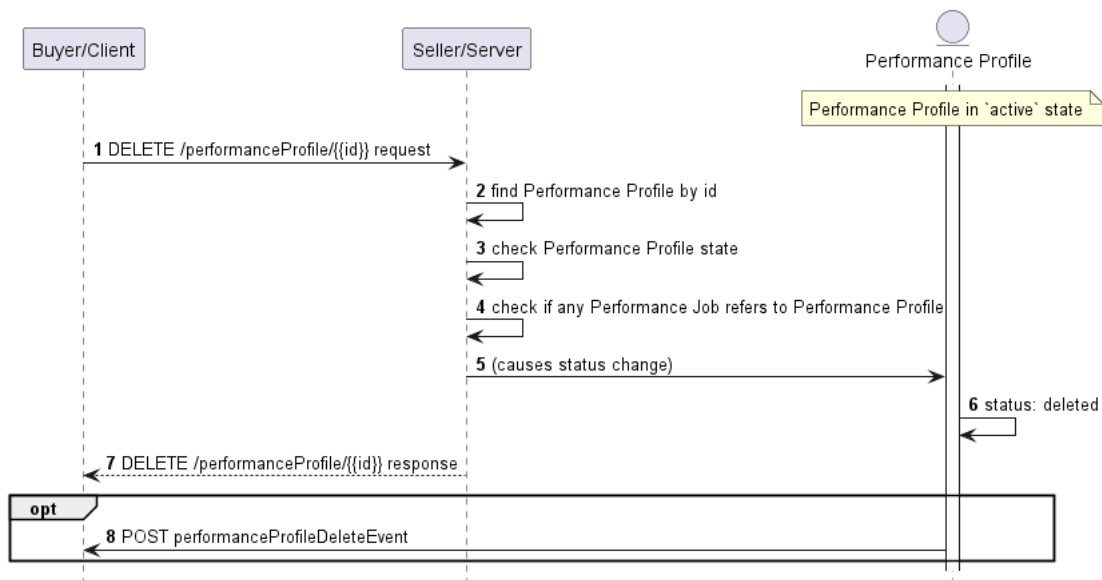 Buyer/Client
Seller/Server
Performance Profile
Performance Profile in `active` state
1 DELETE /performanceProfile/{{id}} request
2 find Performance Profile by id
3 check Performance Profile state
4 check if any Performance Job refers to Performance Profile
5 (causes status change)
6 status: deleted
7 DELETE /performanceProfile/{{id}} response
opt
8 POST performanceProfileDeleteEvent